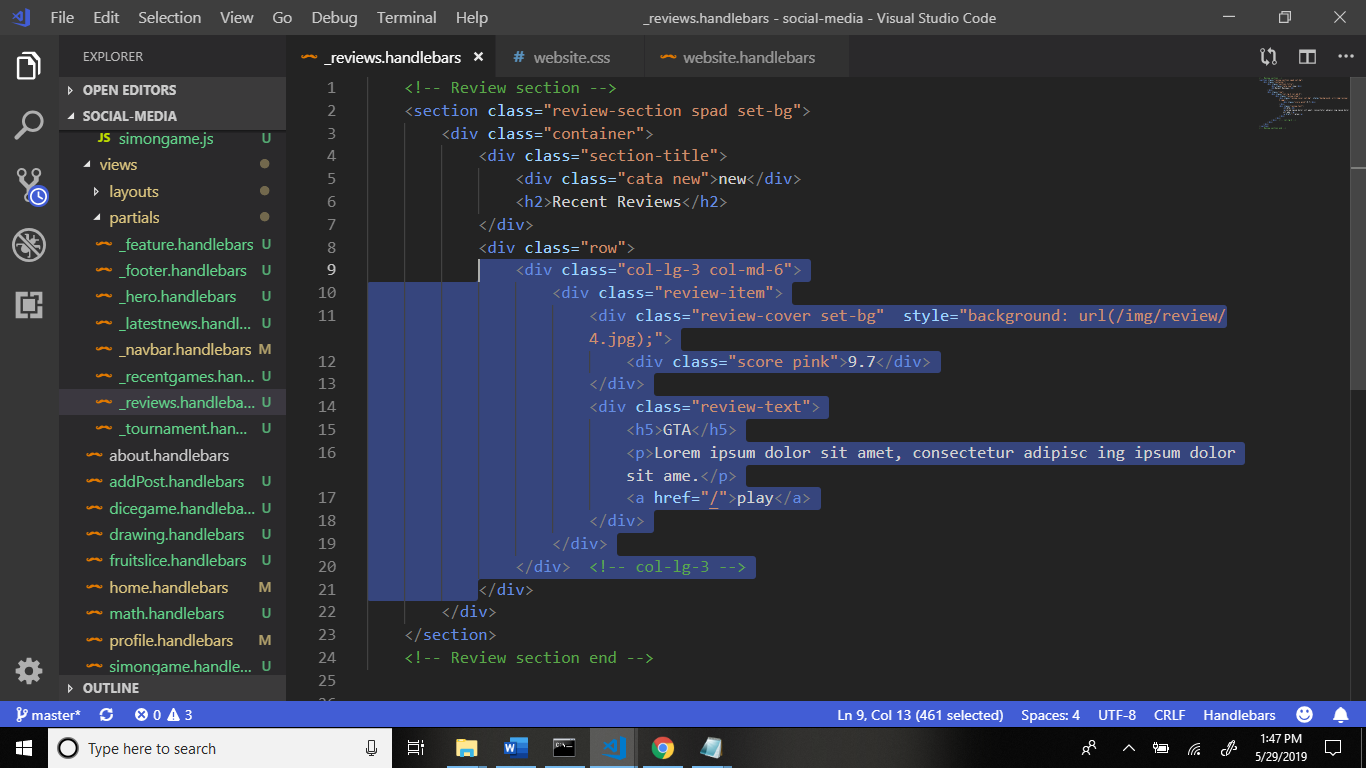 File Edit Selection View Go Debug Terminal Help _reviews.handlebars - social-media - Visual Studio Code
EXPLORER
OPEN EDITORS
SOCIAL-MEDIA
JS simongame.js U
views
layouts
partials
_feature.handlebars U
_footer.handlebars U
_hero.handlebars U
_latestnews.handl... U
_navbar.handlebars M
_recentgames.han... U
_reviews.handleba... U
_tournament.han... U
about.handlebars
addPost.handlebars U
dicegame.handleba... U
drawing.handlebars U
fruitslice.handlebars U
home.handlebars M
math.handlebars U
profile.handlebars M
simongame.handle... U
OUTLINE
_reviews.handlebars × # website.css website.handlebars ...
1 <!-- Review section -->
2 <section class="review-section spad set-bg">
3 <div class="container">
4 <div class="section-title">
5 <div class="cata new">new</div>
6 <h2>Recent Reviews</h2>
7 </div>
8 <div class="row">
9 <div class="col-lg-3 col-md-6">
10 <div class="review-item">
11 <div class="review-cover set-bg"  style="background: url(/img/review/
4.jpg);">
12 <div class="score pink">9.7</div>
13 </div>
14 <div class="review-text">
15 <h5>GTA</h5>
16 <p>Lorem ipsum dolor sit amet, consectetur adipisc ing ipsum dolor
sit ame.</p>
17 <a href="/">play</a>
18 </div>
19 </div>
20 </div>  <!-- col-lg-3 -->
21 </div>
22 </div>
23 </section>
24 <!-- Review section end -->
25
master* 0 3 Ln 9, Col 13 (461 selected) Spaces: 4 UTF-8 CRLF Handlebars
Type here to search
1:47 PM
5/29/2019